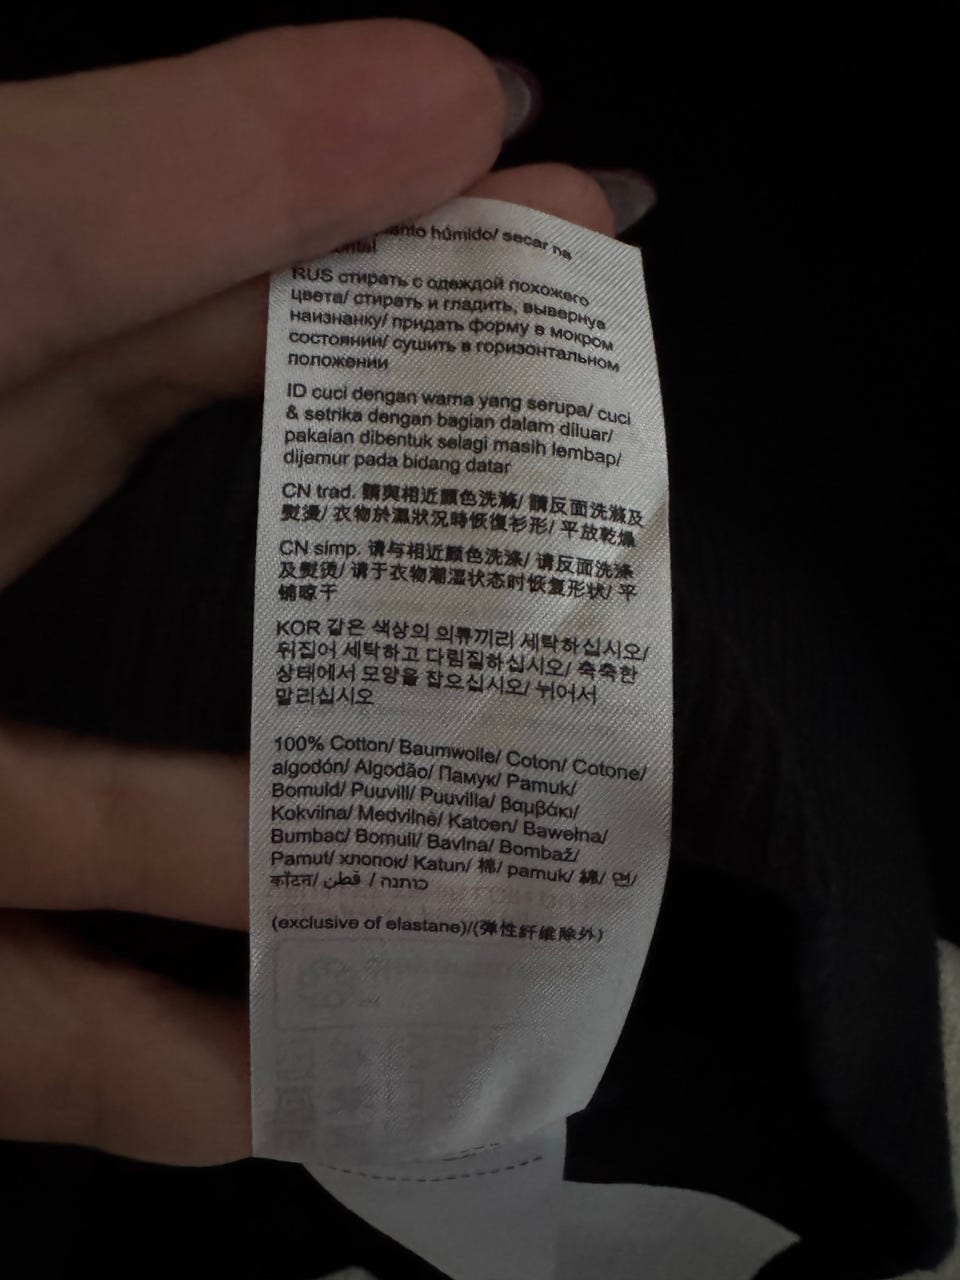 húmido/ secar na
RUS стирать с одеждой похожего
цвета/ стирать и гладить, вывернув
наизнанку/ придать форму в мокром
состоянии/ сушить в горизонтальном
положении
ID cuci dengan warna yang serupa/ cuci
& setrika dengan bagian dalam diluar/
pakaian dibentuk selagi masih lembap/
dijemur pada bidang datar
CN trad. 請與相近顏色洗滌/ 請反面洗滌及
熨燙/ 衣物於濕狀況時恢復衫形/ 平放乾燥
CN simp. 请与相近颜色洗涤/ 请反面洗涤
及熨烫/ 请于衣物潮湿状态时恢复形状/ 平
铺晾干
KOR 같은 색상의 의류끼리 세탁하십시오/
뒤집어 세탁하고 다림질하십시오/ 축축한
상태에서 모양을 잡으십시오/ 뉘어서
말리십시오
100% Cotton/ Baumwolle/ Coton/ Cotone/
algodón/ Algodão/ Памук/ Pamuk/
Bomuld/ Puuvill/ Puuvilla/ βαμβάκι/
Kokvilna/ Medvilnė/ Katoen/ Bawełna/
Bumbac/ Bomull/ Bavlna/ Bombaž/
Pamut/ хлопок/ Katun/ 棉/ pamuk/ 綿/ 면/
कॉटन/ قطن / כותנה
(exclusive of elastane)/(弹性纤维除外)